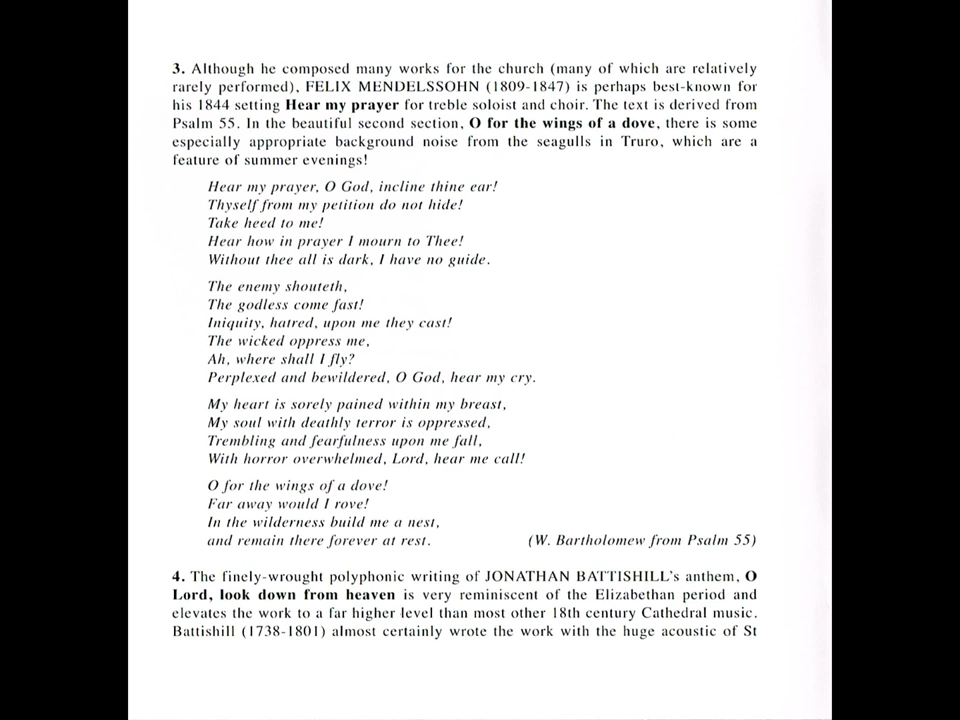 3. Although he composed many works for the church (many of which are relatively
rarely performed), FELIX MENDELSSOHN (1809-1847) is perhaps best-known for
his 1844 setting Hear my prayer for treble soloist and choir. The text is derived from
Psalm 55. In the beautiful second section, O for the wings of a dove, there is some
especially appropriate background noise from the seagulls in Truro, which are a
feature of summer evenings!
Hear my prayer, O God, incline thine ear!
Thyself from my petition do not hide!
Take heed to me!
Hear how in prayer I mourn to Thee!
Without thee all is dark, I have no guide.
The enemy shouteth,
The godless come fast!
Iniquity, hatred, upon me they cast!
The wicked oppress me,
Ah, where shall I fly?
Perplexed and bewildered, O God, hear my cry.
My heart is sorely pained within my breast,
My soul with deathly terror is oppressed,
Trembling and fearfulness upon me fall,
With horror overwhelmed, Lord, hear me call!
O for the wings of a dove!
Far away would I rove!
In the wilderness build me a nest,
and remain there forever at rest. (W. Bartholomew from Psalm 55)
4. The finely-wrought polyphonic writing of JONATHAN BATTISHILL's anthem, O
Lord, look down from heaven is very reminiscent of the Elizabethan period and
elevates the work to a far higher level than most other 18th century Cathedral music.
Battishill (1738-1801) almost certainly wrote the work with the huge acoustic of St